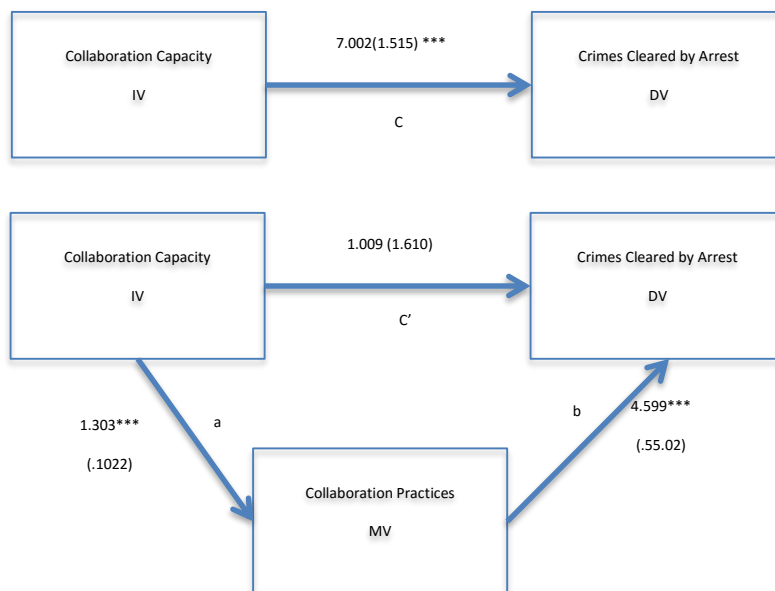 7.002(1.515) ***
Collaboration Capacity
IV
Crimes Cleared by Arrest
DV
C
Collaboration Capacity
IV
1.009 (1.610)
Crimes Cleared by Arrest
DV
C’
1.303***
(.1022)
a
b
4.599***
(.55.02)
Collaboration Practices
MV